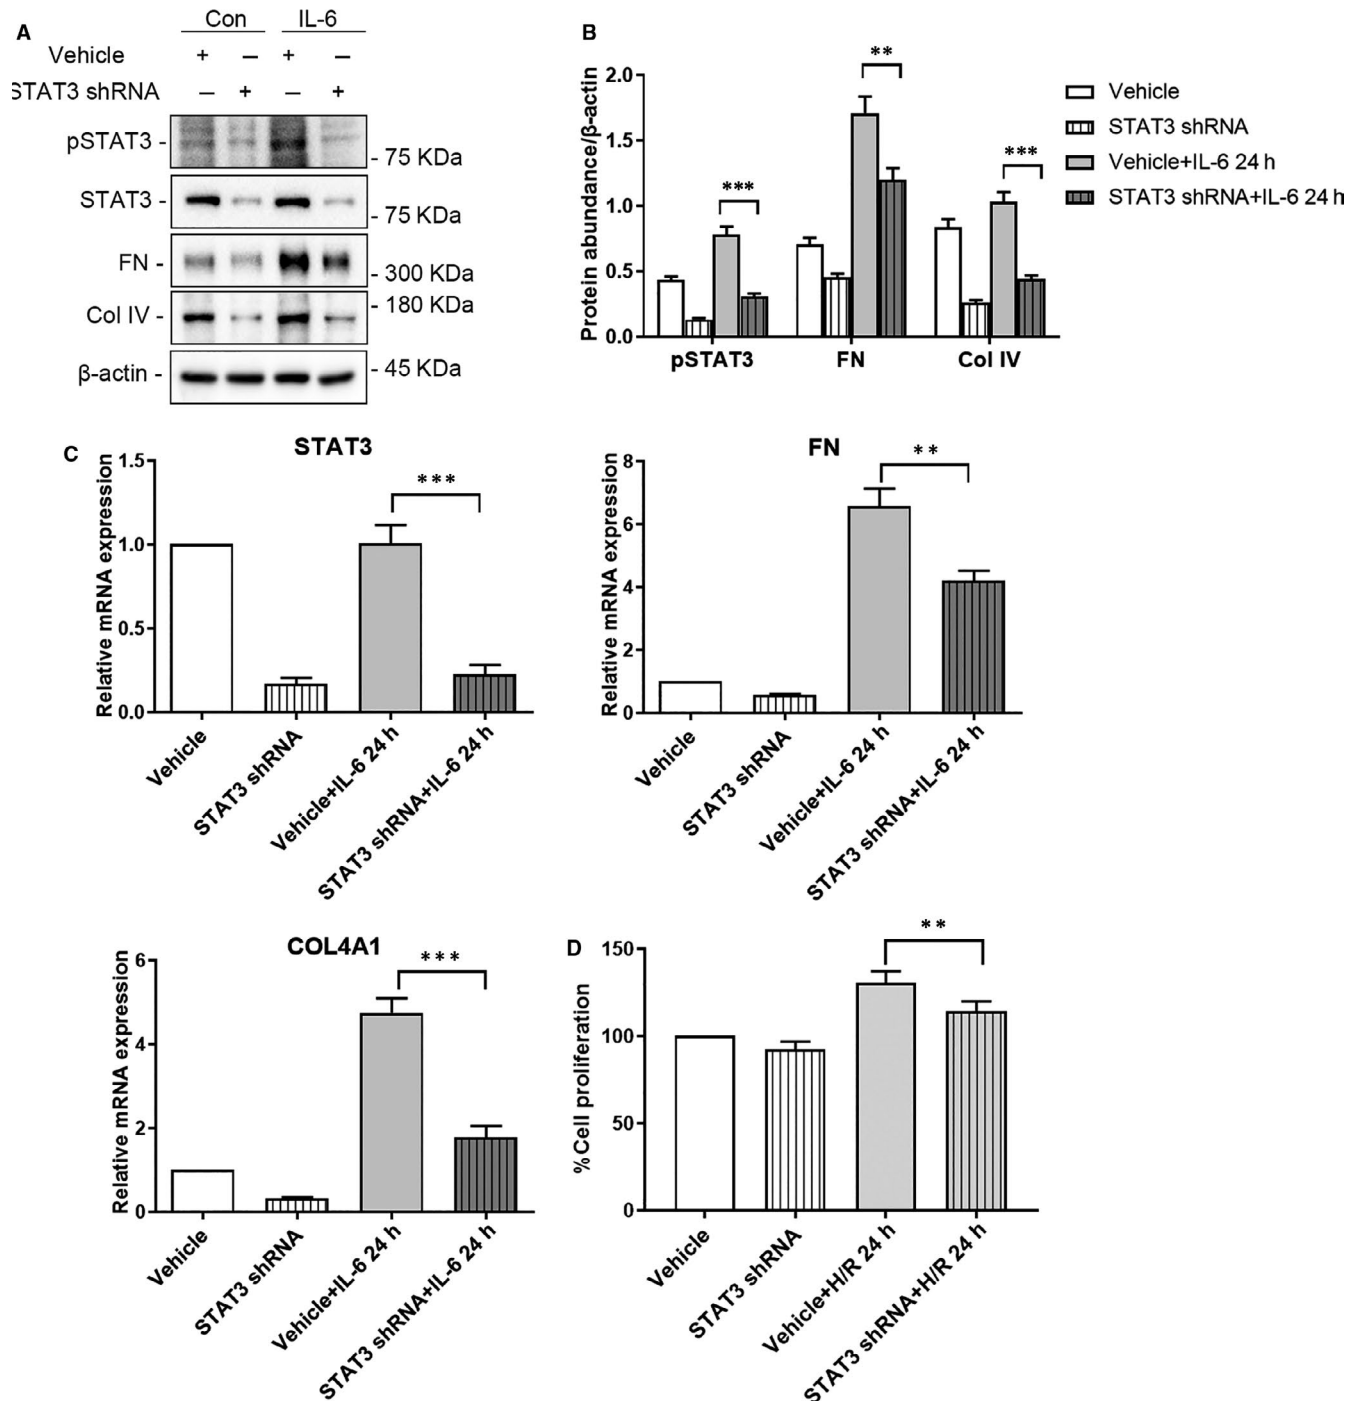 A
Con IL-6
Vehicle + – + –
STAT3 shRNA – + – +
pSTAT3 -
- 75 KDa
STAT3 -
- 75 KDa
FN -
- 300 KDa
Col IV -
- 180 KDa
β-actin -
- 45 KDa
B
Protein abundance/β-actin
2.0
1.5
1.0
0.5
0.0
***
**
***
pSTAT3 FN Col IV
Vehicle
STAT3 shRNA
Vehicle+IL-6 24 h
STAT3 shRNA+IL-6 24 h
C
STAT3
Relative mRNA expression
1.5
1.0
0.5
0.0
***
Vehicle
STAT3 shRNA
Vehicle+IL-6 24 h
STAT3 shRNA+IL-6 24 h
FN
Relative mRNA expression
8
6
4
2
0
**
Vehicle
STAT3 shRNA
Vehicle+IL-6 24 h
STAT3 shRNA+IL-6 24 h
COL4A1
Relative mRNA expression
6
4
2
0
***
Vehicle
STAT3 shRNA
Vehicle+IL-6 24 h
STAT3 shRNA+IL-6 24 h
D
%Cell proliferation
150
100
50
0
**
Vehicle
STAT3 shRNA
Vehicle+H/R 24 h
STAT3 shRNA+H/R 24 h